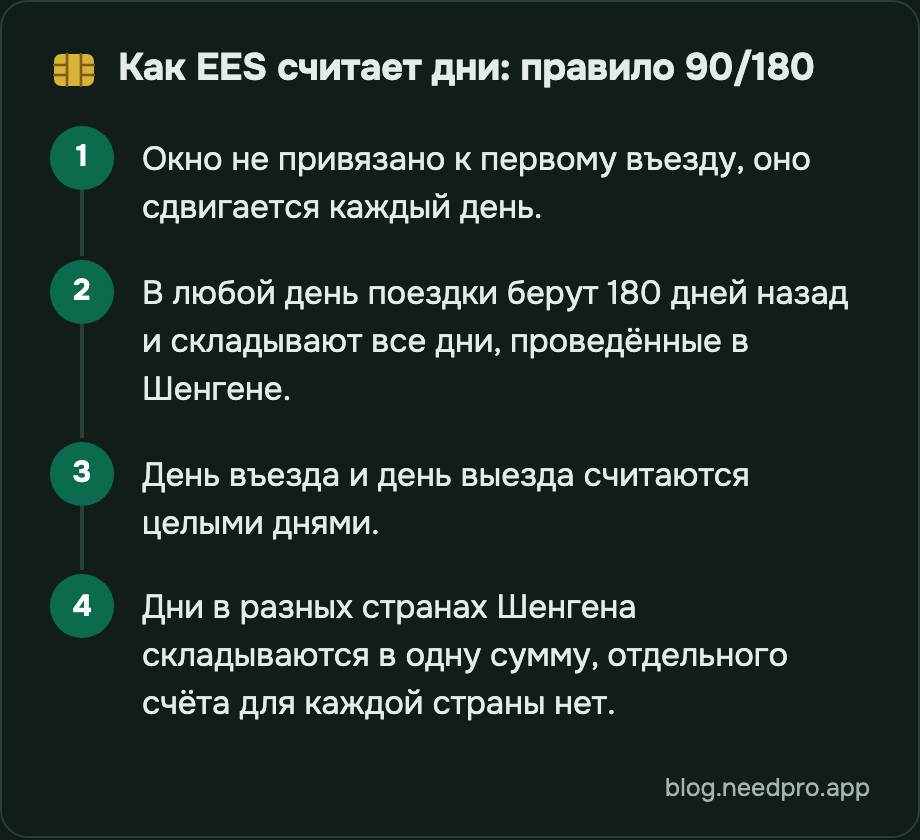 Как EES считает дни: правило 90/180
1
Окно не привязано к первому въезду, оно
сдвигается каждый день.
2
В любой день поездки берут 180 дней назад
и складывают все дни, проведённые в
Шенгене.
3
День въезда и день выезда считаются
целыми днями.
4
Дни в разных странах Шенгена
складываются в одну сумму, отдельного
счёта для каждой страны нет.
blog.needpro.app